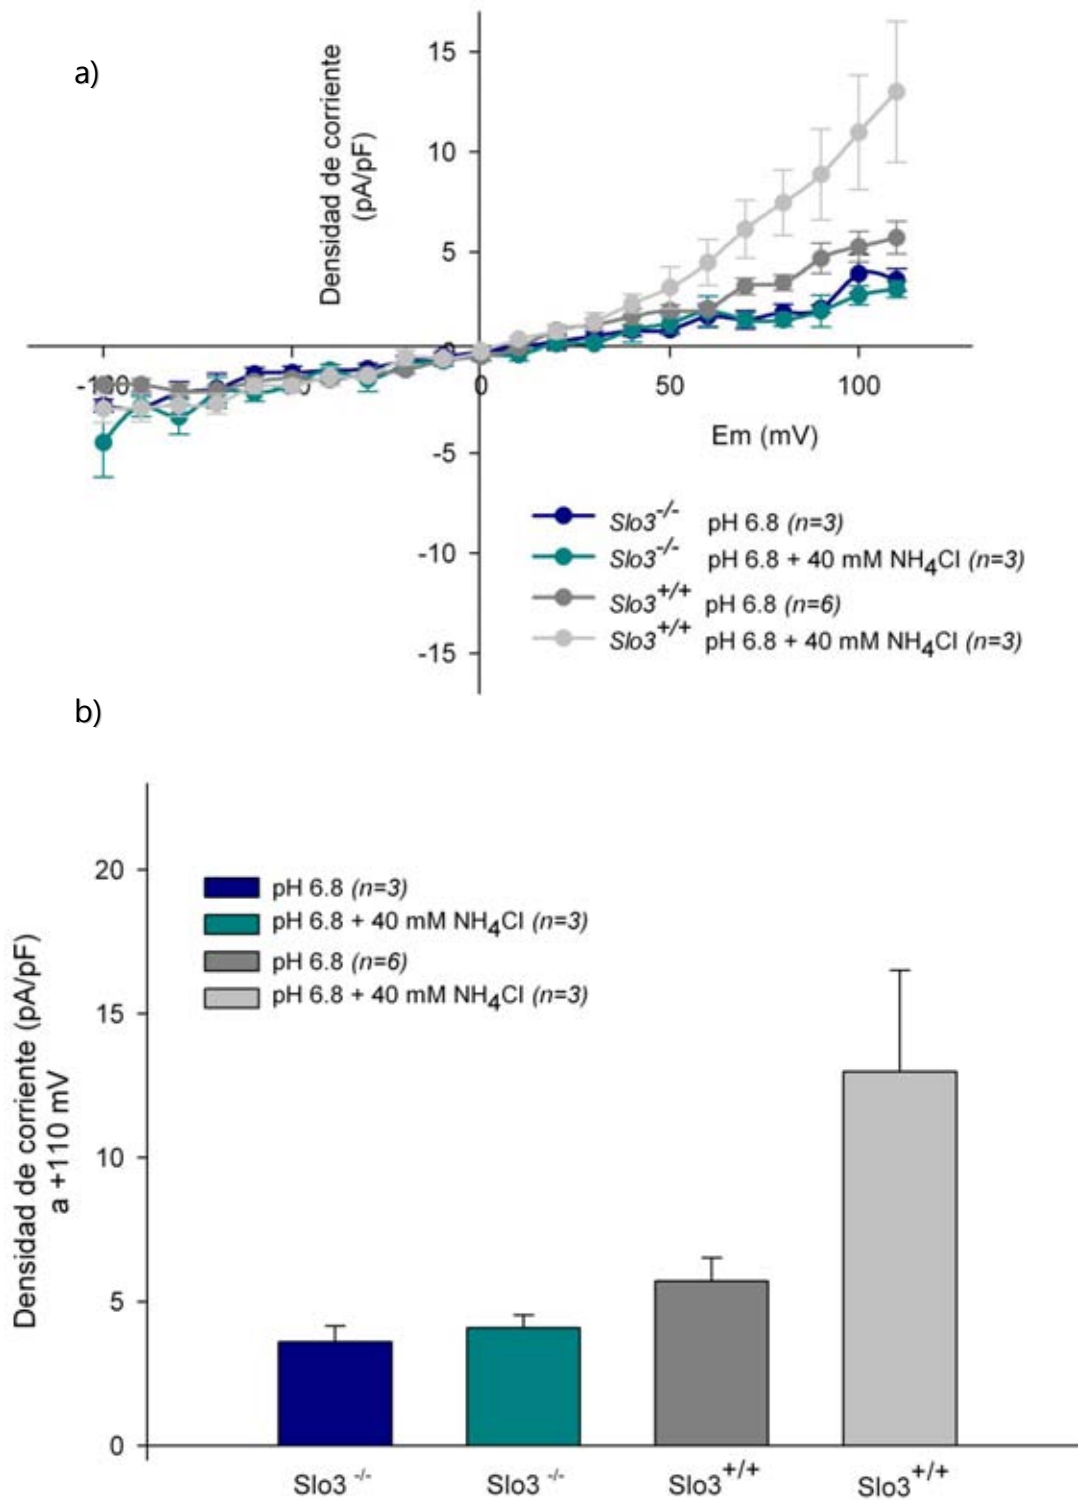 a)
Densidad de corriente
(pA/pF)
15
10
5
0
-100
0
50
100
Em (mV)
-5
-10
-15
Slo3-/- pH 6.8 (n=3)
Slo3-/- pH 6.8 + 40 mM NH4Cl (n=3)
Slo3+/+ pH 6.8 (n=6)
Slo3+/+ pH 6.8 + 40 mM NH4Cl (n=3)
b)
Densidad de corriente (pA/pF)
a +110 mV
20
15
10
5
0
pH 6.8 (n=3)
pH 6.8 + 40 mM NH4Cl (n=3)
pH 6.8 (n=6)
pH 6.8 + 40 mM NH4Cl (n=3)
Slo3 -/-
Slo3 -/-
Slo3+/+
Slo3+/+